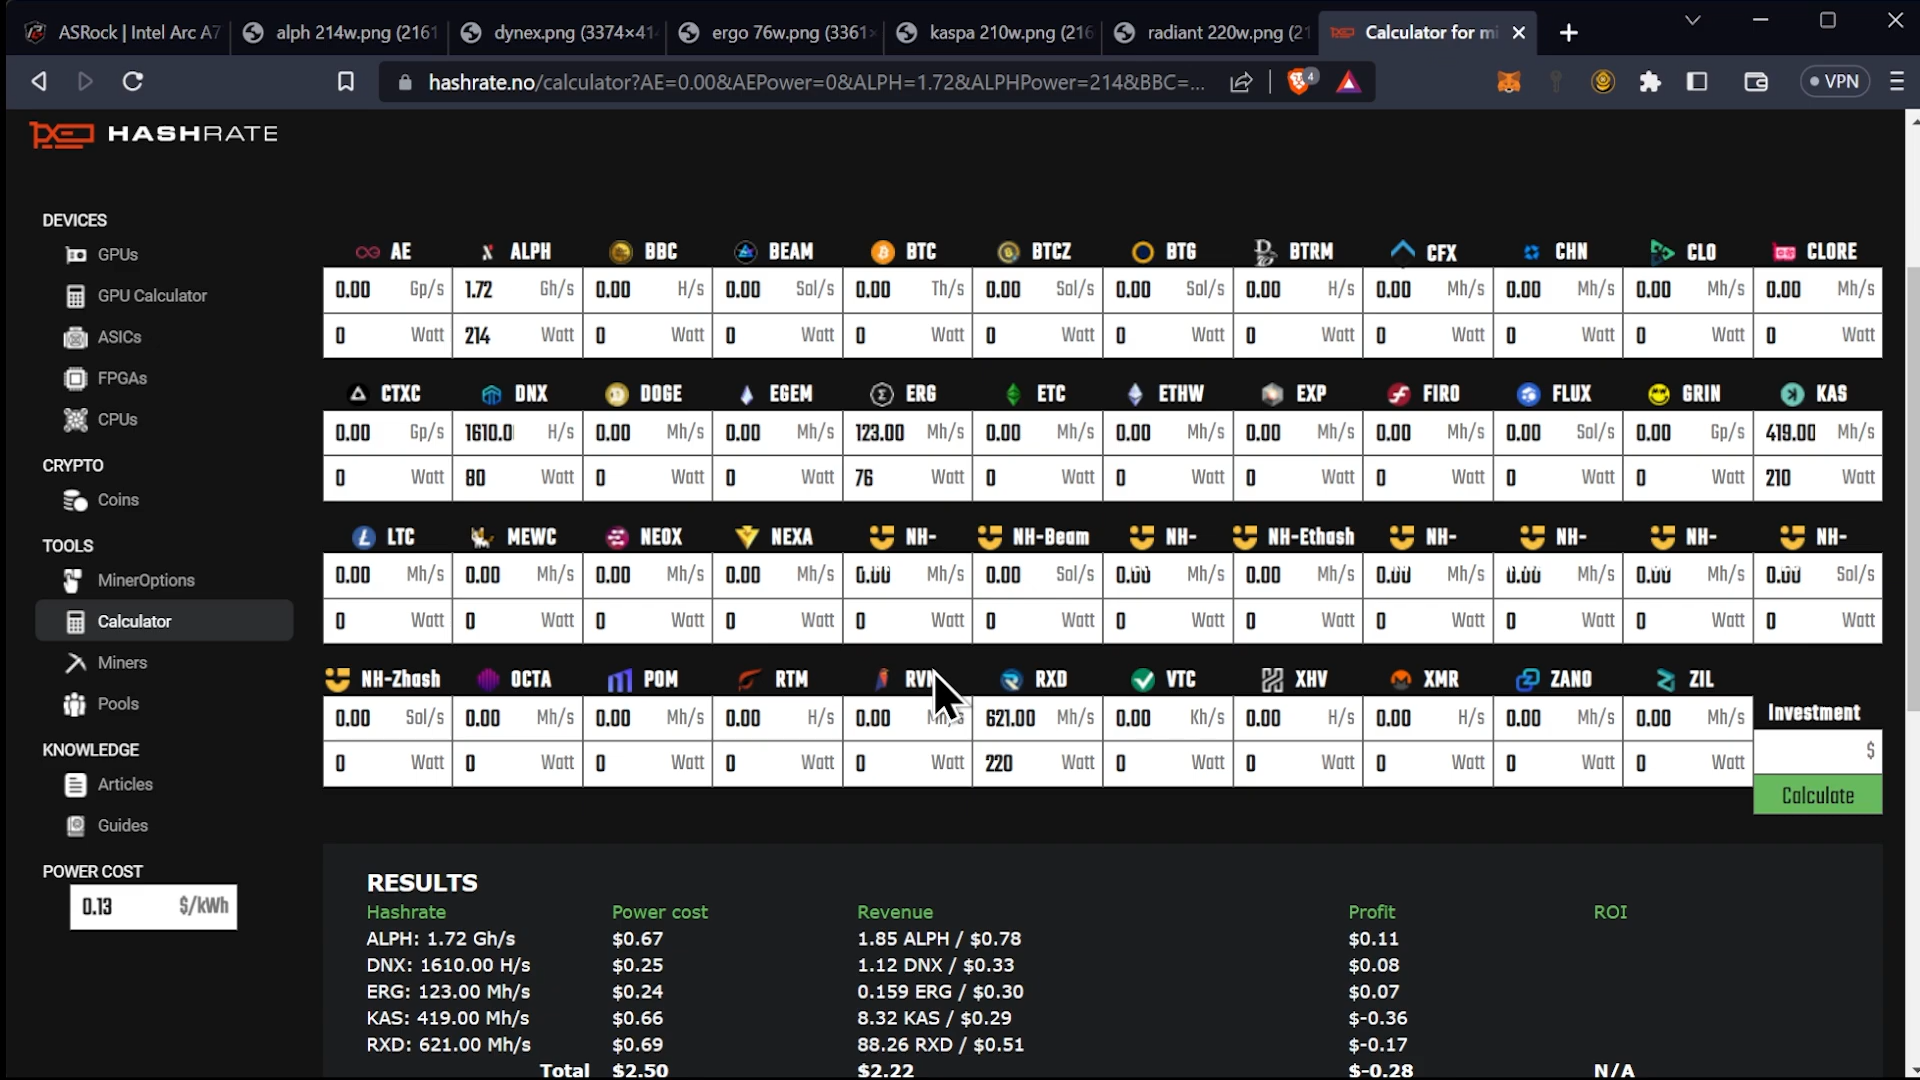 ASRock | Intel Arc A7
alph 214w.png (2161
dynex.png (3374×41
ergo 76w.png (3361×
kaspa 210w.png (216
radiant 220w.png (21
Calculator for mi
hashrate.no/calculator?AE=0.00&AEPower=0&ALPH=1.72&ALPHPower=214&BBC=...
4
VPN
HASHRATE
DEVICES
GPUs
GPU Calculator
ASICs
FPGAs
CPUs
CRYPTO
Coins
TOOLS
MinerOptions
Calculator
Miners
Pools
KNOWLEDGE
Articles
Guides
POWER COST
0.13 $/kWh
AE ALPH BBC BEAM BTC BTCZ BTG BTRM CFX CHN CLO CLORE
0.00 Gp/s 1.72 Gh/s 0.00 H/s 0.00 Sol/s 0.00 Th/s 0.00 Sol/s 0.00 Sol/s 0.00 H/s 0.00 Mh/s 0.00 Mh/s 0.00 Mh/s 0.00 Mh/s
0 Watt 214 Watt 0 Watt 0 Watt 0 Watt 0 Watt 0 Watt 0 Watt 0 Watt 0 Watt 0 Watt 0 Watt
CTXC DNX DOGE EGEM ERG ETC ETHW EXP FIRO FLUX GRIN KAS
0.00 Gp/s 1610.0 H/s 0.00 Mh/s 0.00 Mh/s 123.00 Mh/s 0.00 Mh/s 0.00 Mh/s 0.00 Mh/s 0.00 Mh/s 0.00 Sol/s 0.00 Gp/s 419.00 Mh/s
0 Watt 80 Watt 0 Watt 0 Watt 76 Watt 0 Watt 0 Watt 0 Watt 0 Watt 0 Watt 0 Watt 210 Watt
LTC MEWC NEOX NEXA NH- NH-Beam NH- NH-Ethash NH- NH- NH- NH-
0.00 Mh/s 0.00 Mh/s 0.00 Mh/s 0.00 Mh/s 0.00 Mh/s 0.00 Sol/s 0.00 Mh/s 0.00 Mh/s 0.00 Mh/s 0.00 Mh/s 0.00 Mh/s 0.00 Sol/s
0 Watt 0 Watt 0 Watt 0 Watt 0 Watt 0 Watt 0 Watt 0 Watt 0 Watt 0 Watt 0 Watt 0 Watt
NH-Zhash OCTA POM RTM RVN RXD VTC XHV XMR ZANO ZIL
0.00 Sol/s 0.00 Mh/s 0.00 Mh/s 0.00 H/s 0.00 Mh/s 621.00 Mh/s 0.00 Kh/s 0.00 H/s 0.00 H/s 0.00 Mh/s 0.00 Mh/s
0 Watt 0 Watt 0 Watt 0 Watt 0 Watt 220 Watt 0 Watt 0 Watt 0 Watt 0 Watt 0 Watt
Investment
$
Calculate
RESULTS
Hashrate Power cost Revenue Profit ROI
ALPH: 1.72 Gh/s $0.67 1.85 ALPH / $0.78 $0.11
DNX: 1610.00 H/s $0.25 1.12 DNX / $0.33 $0.08
ERG: 123.00 Mh/s $0.24 0.159 ERG / $0.30 $0.07
KAS: 419.00 Mh/s $0.66 8.32 KAS / $0.29 $-0.36
RXD: 621.00 Mh/s $0.69 88.26 RXD / $0.51 $-0.17
Total $2.50 $2.22 $-0.28 N/A